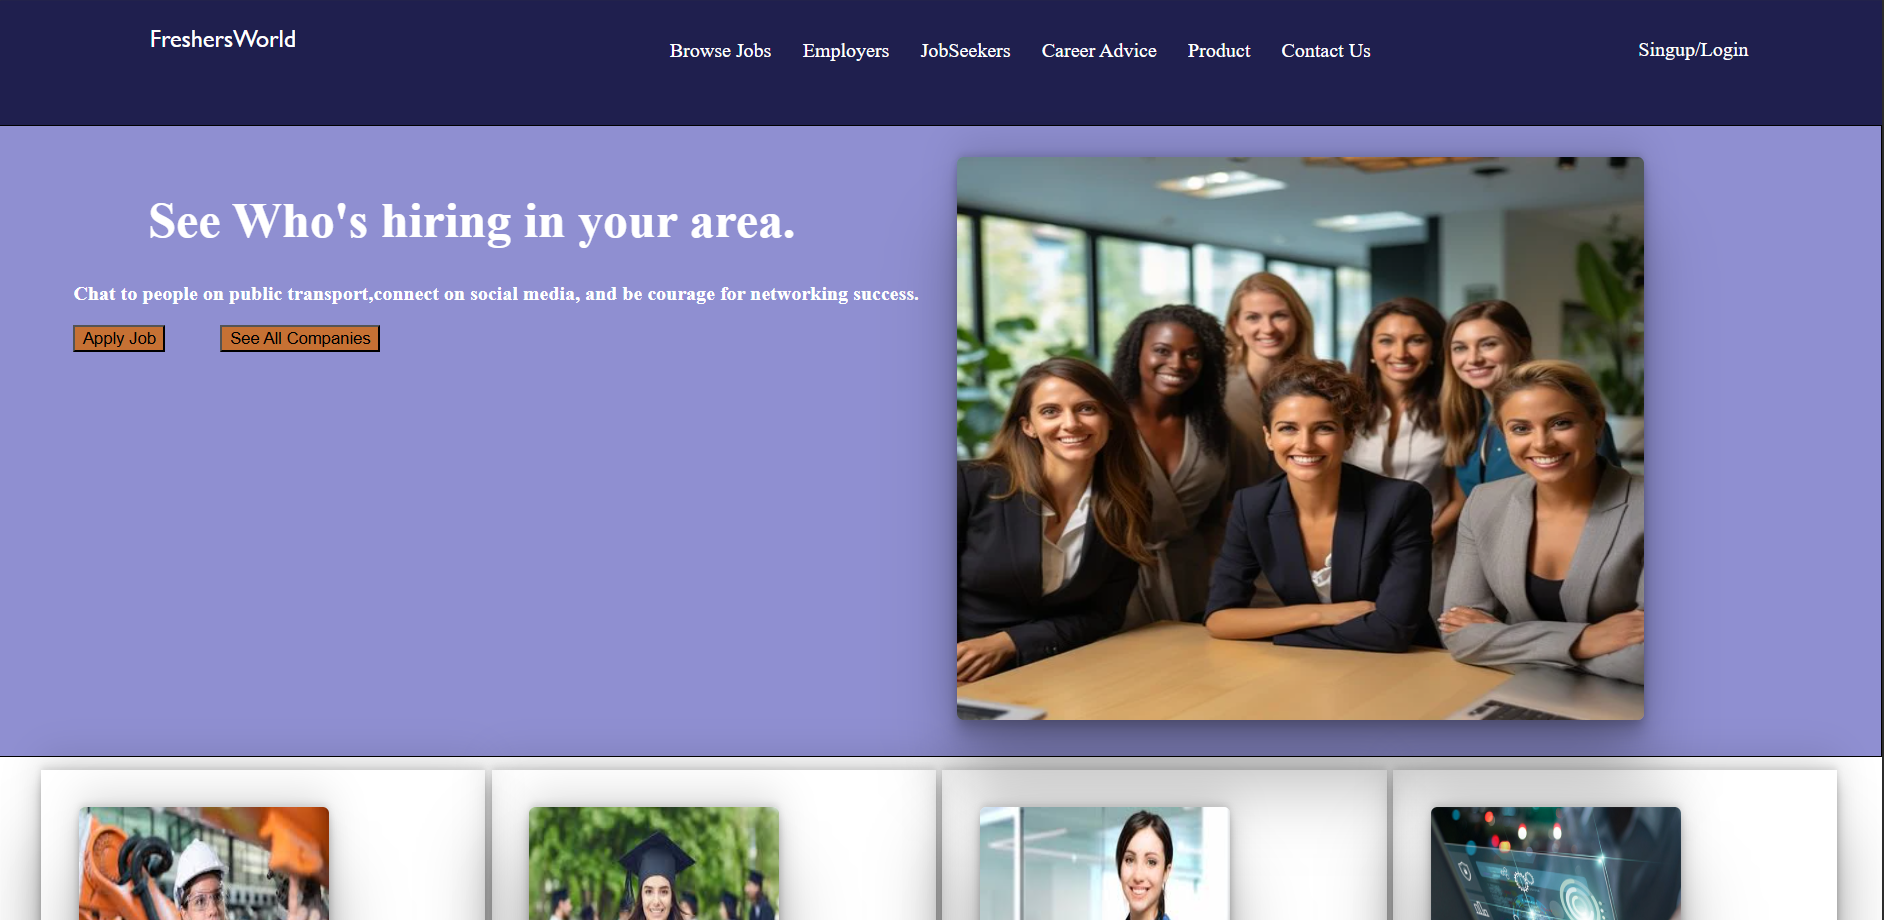 FreshersWorld
Browse Jobs Employers JobSeekers Career Advice Product Contact Us
Singup/Login
See Who's hiring in your area.
Chat to people on public transport,connect on social media, and be courage for networking success.
Apply Job See All Companies